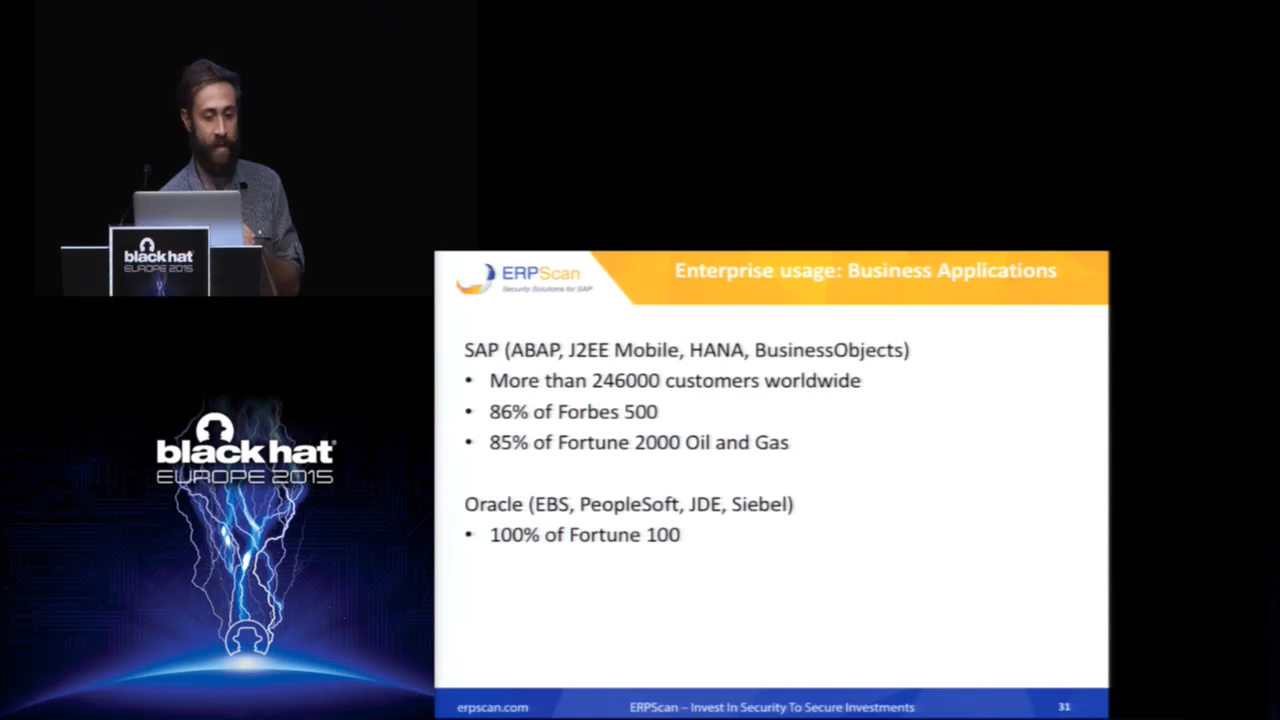 black hat
EUROPE 2015
black hat
EUROPE 2015
ERPScan
Security Solutions for SAP
Enterprise usage: Business Applications
SAP (ABAP, J2EE Mobile, HANA, BusinessObjects)
• More than 246000 customers worldwide
• 86% of Forbes 500
• 85% of Fortune 2000 Oil and Gas
Oracle (EBS, PeopleSoft, JDE, Siebel)
• 100% of Fortune 100
erpscan.com
ERPScan – Invest In Security To Secure Investments
31